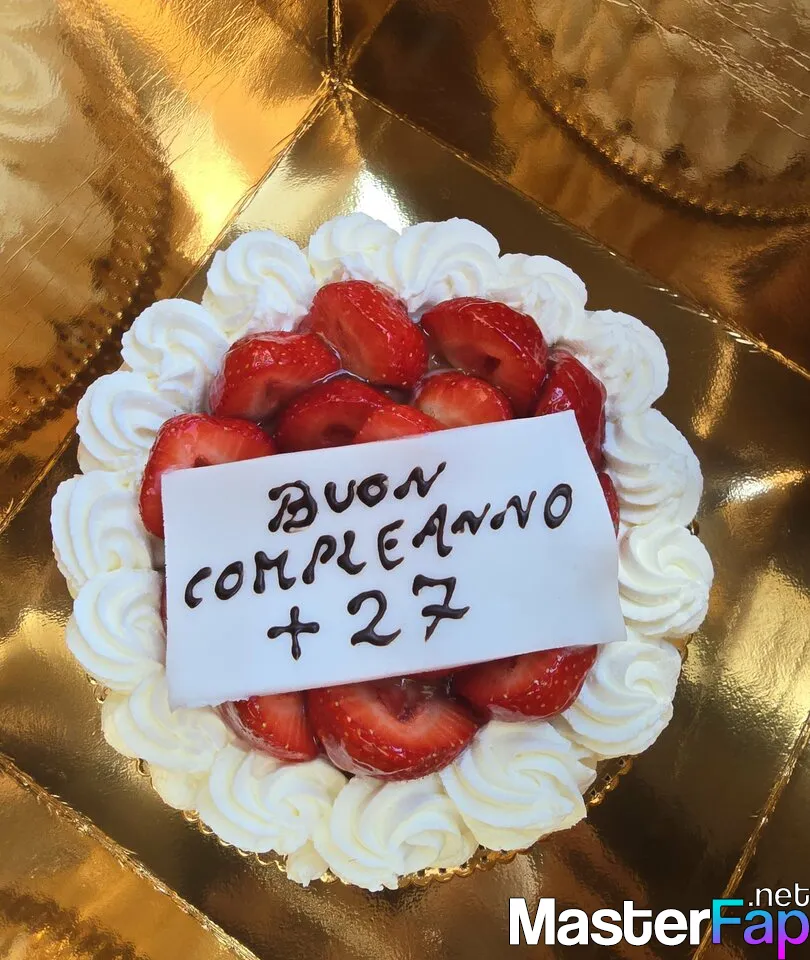 BUON
COMPLEANNO
+27
MasterFap.net